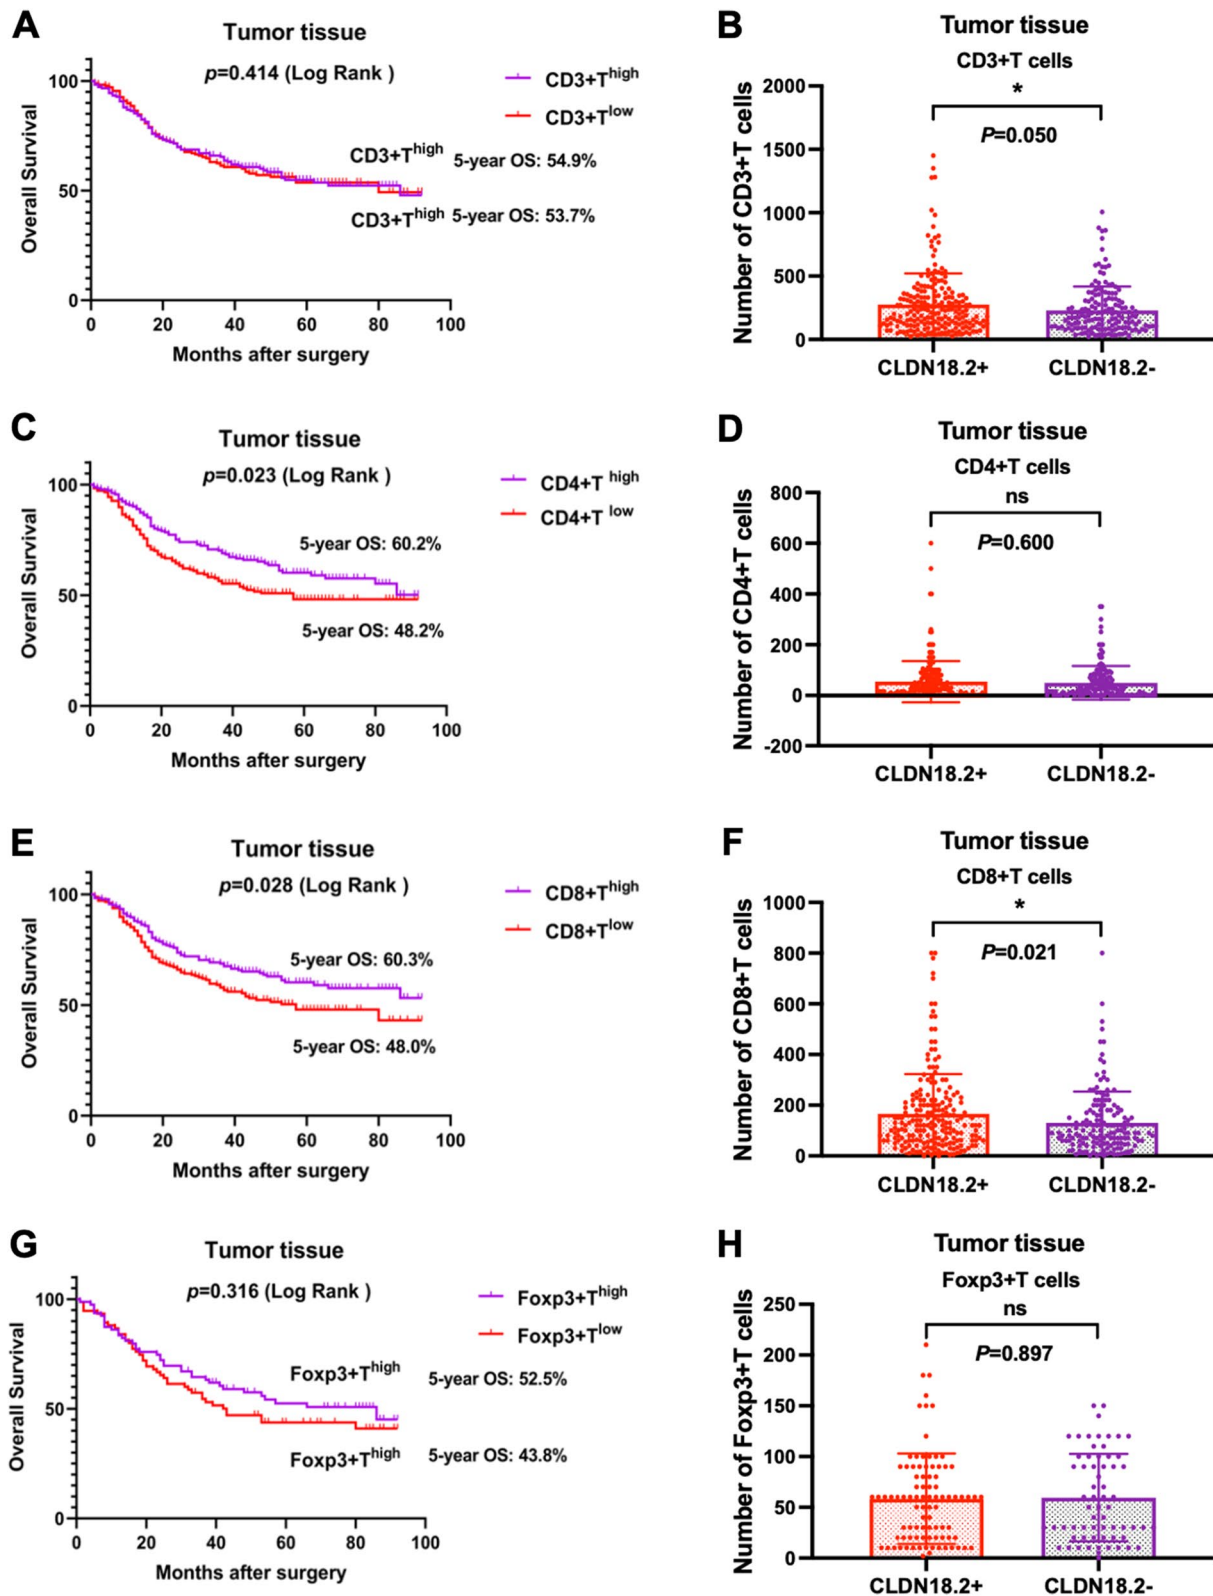 A
Tumor tissue
p=0.414 (Log Rank )
CD3+Thigh
CD3+Tlow
CD3+Thigh 5-year OS: 54.9%
CD3+Thigh 5-year OS: 53.7%
Overall Survival
100
50
0
0 20 40 60 80 100
Months after surgery
B
Tumor tissue
CD3+T cells
*
P=0.050
Number of CD3+T cells
2000
1500
1000
500
0
CLDN18.2+ CLDN18.2-
C
Tumor tissue
p=0.023 (Log Rank )
CD4+T high
CD4+T low
5-year OS: 60.2%
5-year OS: 48.2%
Overall Survival
100
50
0
0 20 40 60 80 100
Months after surgery
D
Tumor tissue
CD4+T cells
ns
P=0.600
Number of CD4+T cells
800
600
400
200
0
-200
CLDN18.2+ CLDN18.2-
E
Tumor tissue
p=0.028 (Log Rank )
CD8+Thigh
CD8+Tlow
5-year OS: 60.3%
5-year OS: 48.0%
Overall Survival
100
50
0
0 20 40 60 80 100
Months after surgery
F
Tumor tissue
CD8+T cells
*
P=0.021
Number of CD8+T cells
1000
800
600
400
200
0
CLDN18.2+ CLDN18.2-
G
Tumor tissue
p=0.316 (Log Rank )
Foxp3+Thigh
Foxp3+Tlow
Foxp3+Thigh 5-year OS: 52.5%
Foxp3+Thigh 5-year OS: 43.8%
Overall Survival
100
50
0
0 20 40 60 80 100
Months after surgery
H
Tumor tissue
Foxp3+T cells
ns
P=0.897
Number of Foxp3+T cells
250
200
150
100
50
0
CLDN18.2+ CLDN18.2-